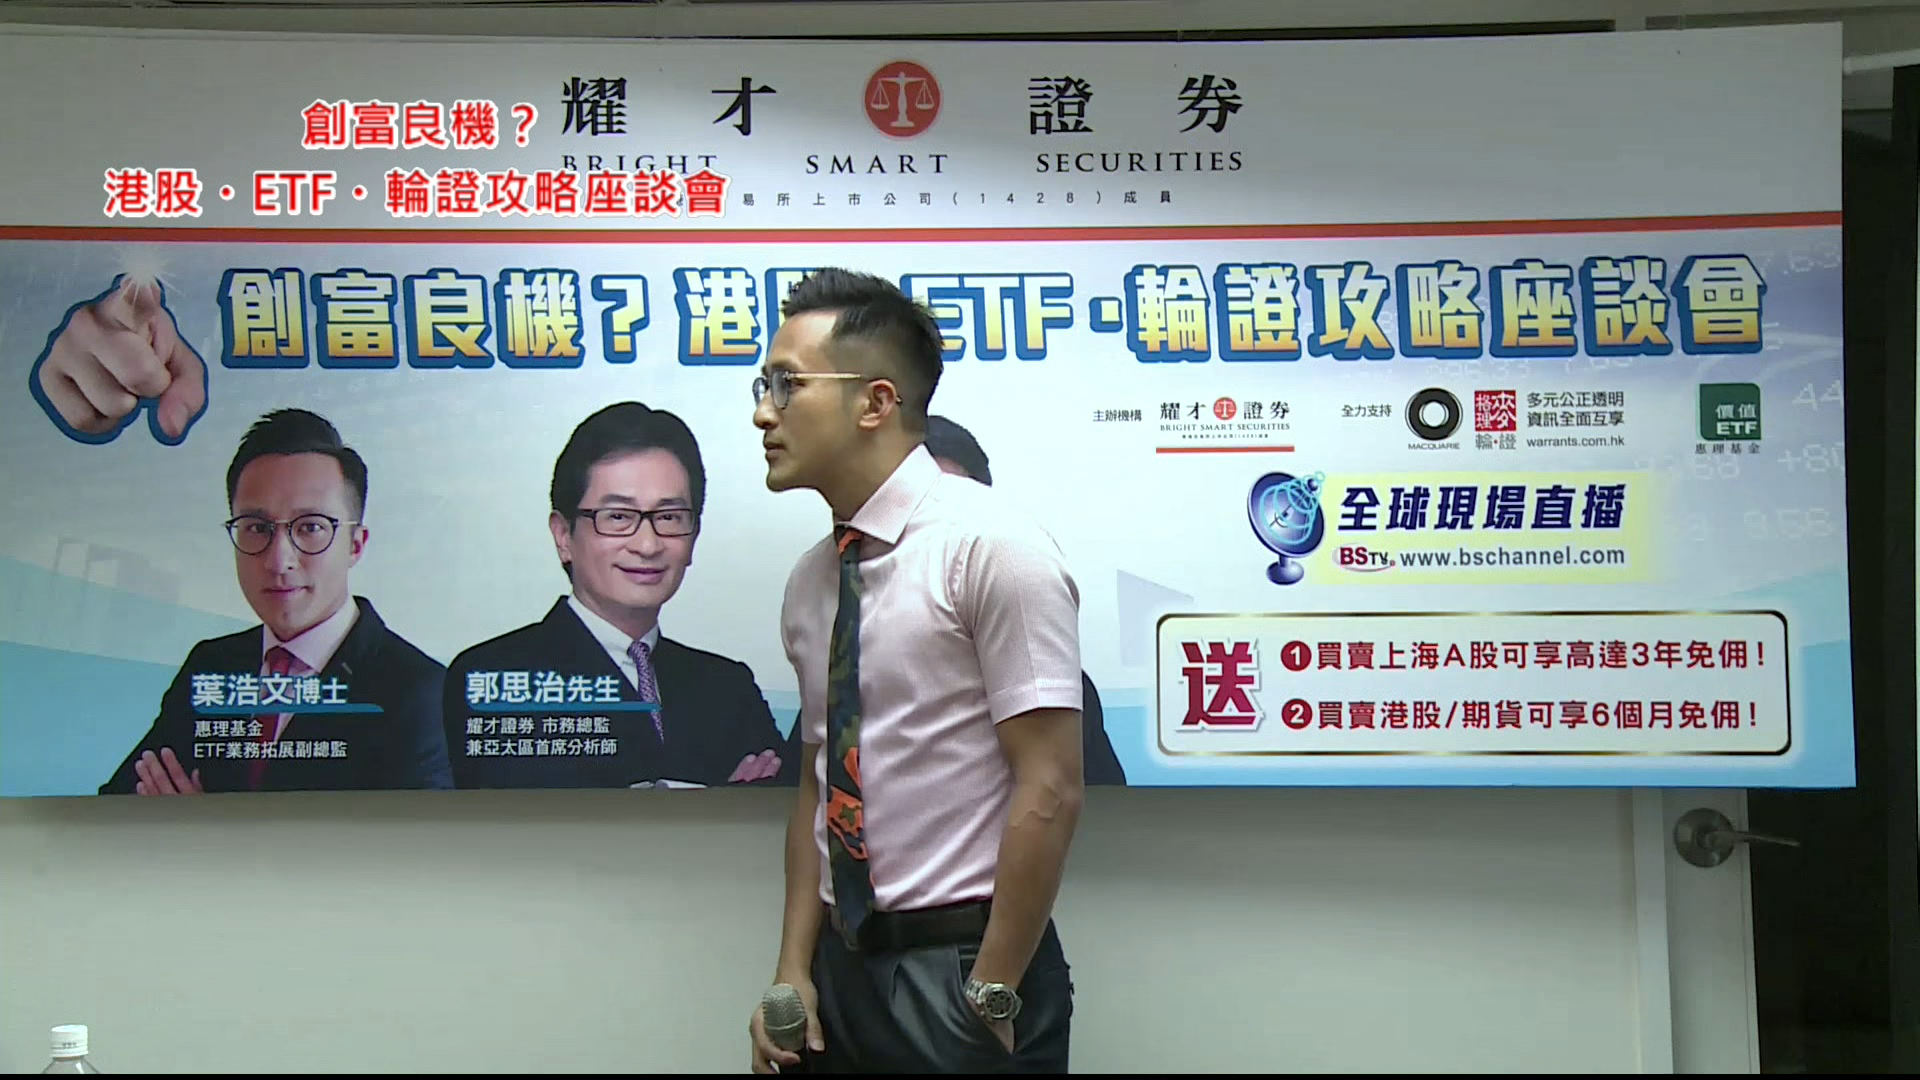 創富良機？
港股・ETF・輪證攻略座談會
耀才證券
BRIGHT SMART SECURITIES
易所上市公司(1428)成員
創富良機？港 ETF・輪證攻略座談會
主辦機構 耀才證券 全力支持
BRIGHT SMART SECURITIES
MACQUARIE
格理 麥 輪・證
多元公正透明
資訊全面互享
warrants.com.hk
價值
ETF
惠理基金
全球現場直播
BSTV www.bschannel.com
葉浩文博士
惠理基金
ETF業務拓展副總監
郭思治先生
耀才證券 市務總監
兼亞太區首席分析師
送
❶買賣上海A股可享高達3年免佣！
❷買賣港股/期貨可享6個月免佣！